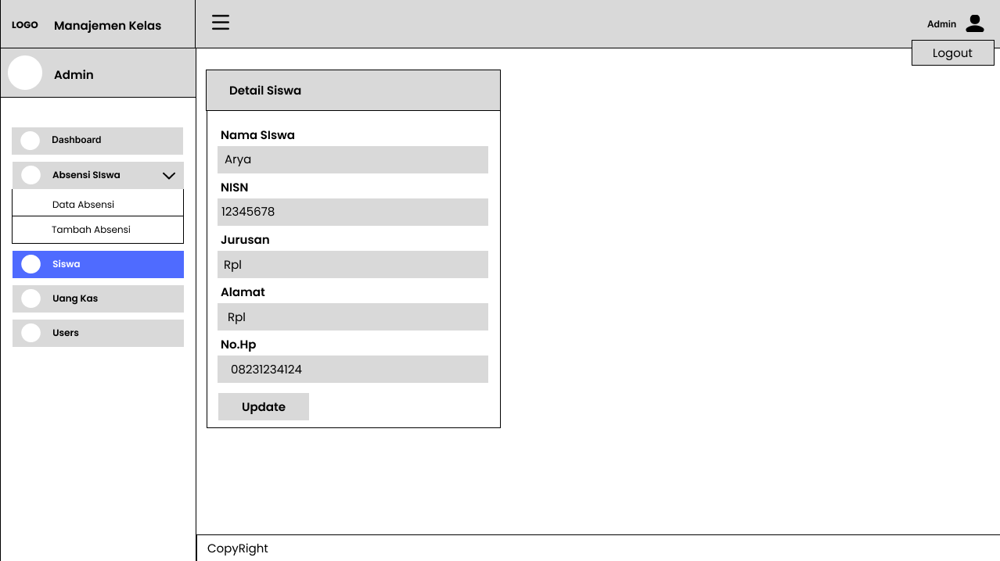 LOGO
Manajemen Kelas
Admin
Logout
Admin
Dashboard
Absensi SIswa
Data Absensi
Tambah Absensi
Siswa
Uang Kas
Users
Detail Siswa
Nama SIswa
Arya
NISN
12345678
Jurusan
Rpl
Alamat
Rpl
No.Hp
08231234124
Update
CopyRight